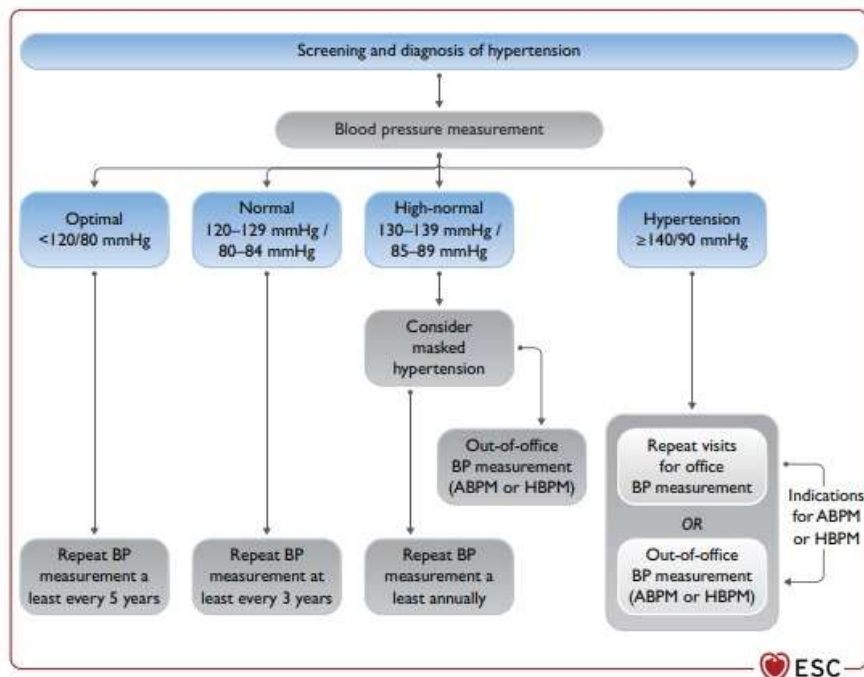 Screening and diagnosis of hypertension
Blood pressure measurement
Optimal
<120/80 mmHg
Normal
120–129 mmHg /
80–84 mmHg
High-normal
130–139 mmHg /
85–89 mmHg
Hypertension
≥140/90 mmHg
Consider
masked
hypertension
Out-of-office
BP measurement
(ABPM or HBPM)
Repeat visits
for office
BP measurement
OR
Out-of-office
BP measurement
(ABPM or HBPM)
Indications
for ABPM
or HBPM
Repeat BP
measurement a
least every 5 years
Repeat BP
measurement at
least every 3 years
Repeat BP
measurement a
least annually
ESC